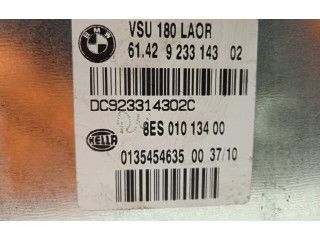 BMW
VSU 180 LAOR
61.42 9 233 143 02
DC923314302C
8ES 010 134 00
HELLA
0135454635 00 37/10